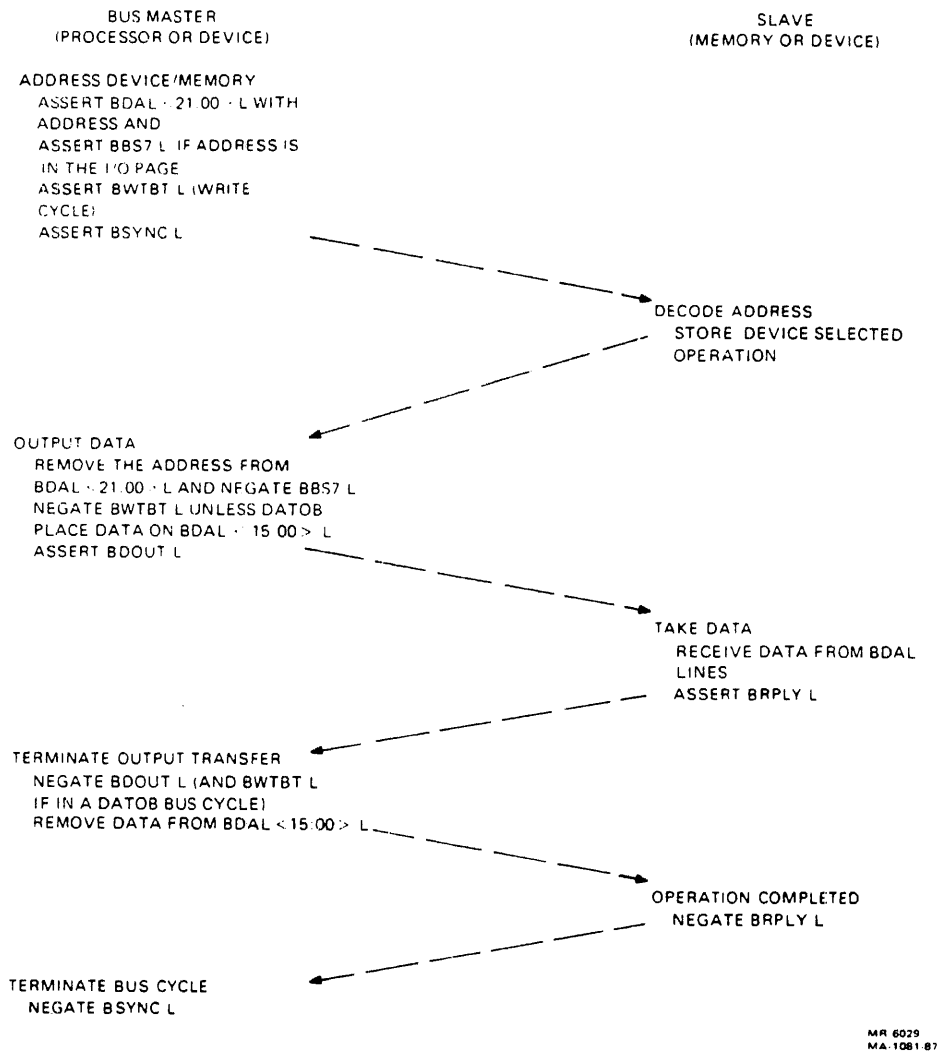 BUS MASTER
(PROCESSOR OR DEVICE)
SLAVE
(MEMORY OR DEVICE)
ADDRESS DEVICE/MEMORY
ASSERT BDAL <21:00> L WITH
ADDRESS AND
ASSERT BBS7 L IF ADDRESS IS
IN THE I/O PAGE
ASSERT BWTBT L (WRITE
CYCLE)
ASSERT BSYNC L
DECODE ADDRESS
STORE DEVICE SELECTED
OPERATION
OUTPUT DATA
REMOVE THE ADDRESS FROM
BDAL <21:00> L AND NEGATE BBS7 L
NEGATE BWTBT L UNLESS DATOB
PLACE DATA ON BDAL <15:00> L
ASSERT BDOUT L
TAKE DATA
RECEIVE DATA FROM BDAL
LINES
ASSERT BRPLY L
TERMINATE OUTPUT TRANSFER
NEGATE BDOUT L (AND BWTBT L
IF IN A DATOB BUS CYCLE)
REMOVE DATA FROM BDAL <15:00> L
OPERATION COMPLETED
NEGATE BRPLY L
TERMINATE BUS CYCLE
NEGATE BSYNC L
MR 6029
MA-1081-87